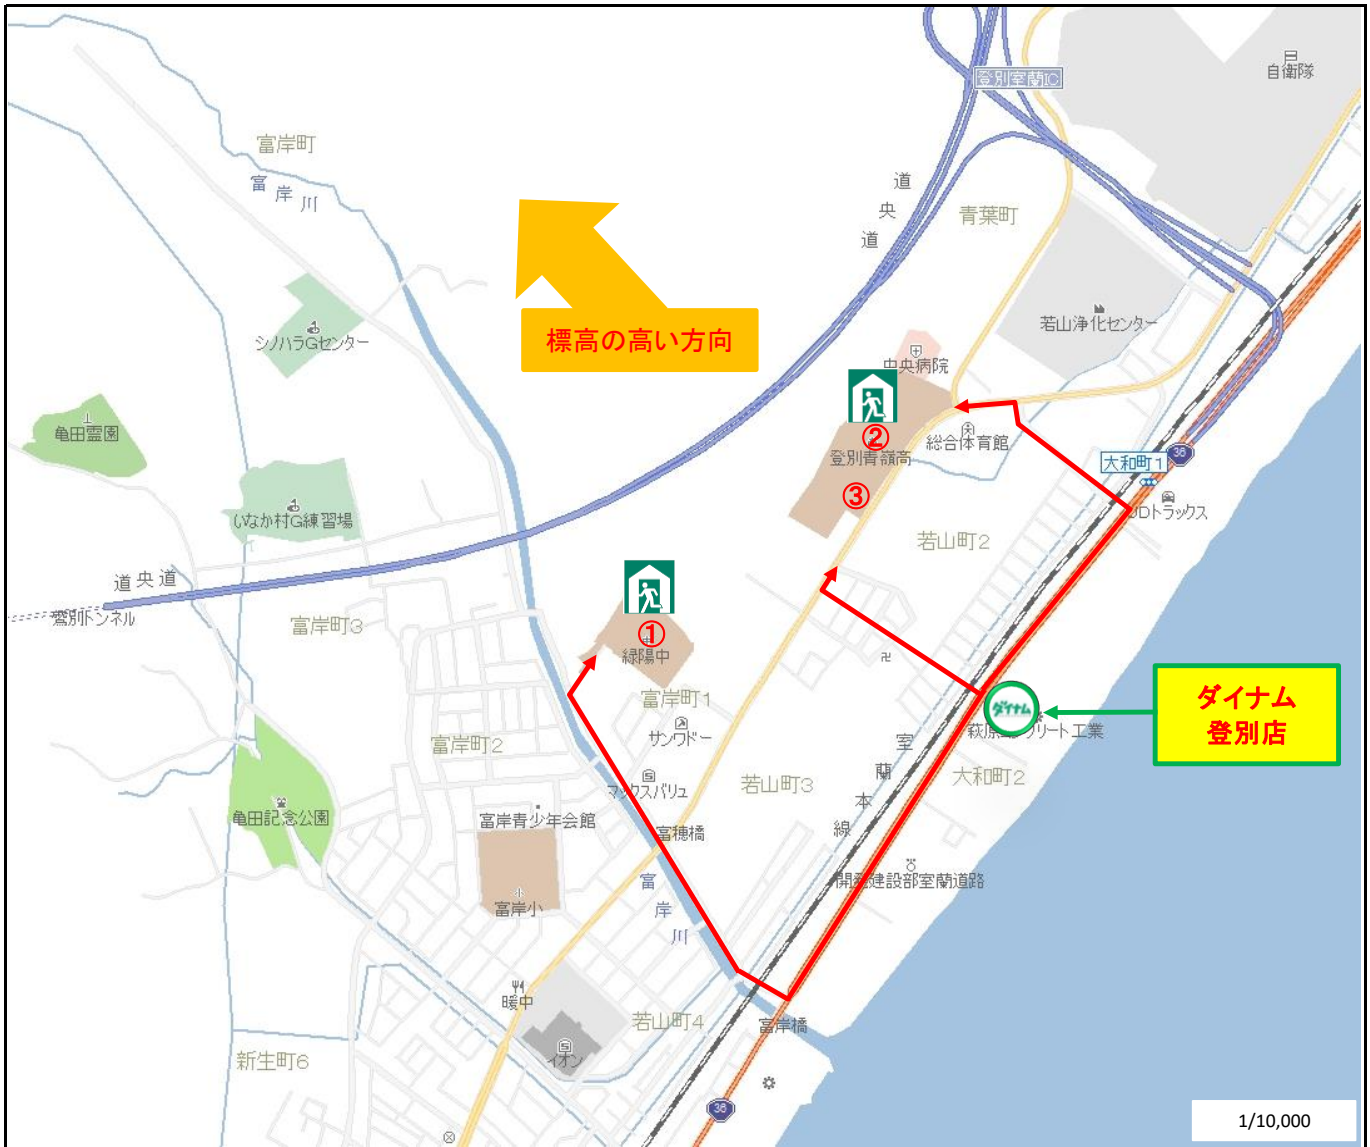 自衛隊
登別室蘭IC
富岸町
富岸川
道央道
青葉町
若山浄化センター
シノハラGセンター
標高の高い方向
中央病院
亀田霊園
②
総合体育館
登別青嶺高
大和町1
36
③
いなか村G練習場
UDトラックス
若山町2
道央道
鷲別トンネル
富岸町3
①
緑陽中
富岸町1
ダイナム
登別店
ダイナム
サンワドー
富岸町2
室蘭本線
大和町2
マックスバリュ
若山町3
亀田記念公園
富岸青少年会館
富穂橋
開発建設部室蘭道路
富岸小
富岸川
暖中
若山町4
富岸橋
イオン
新生町6
36
1/10,000